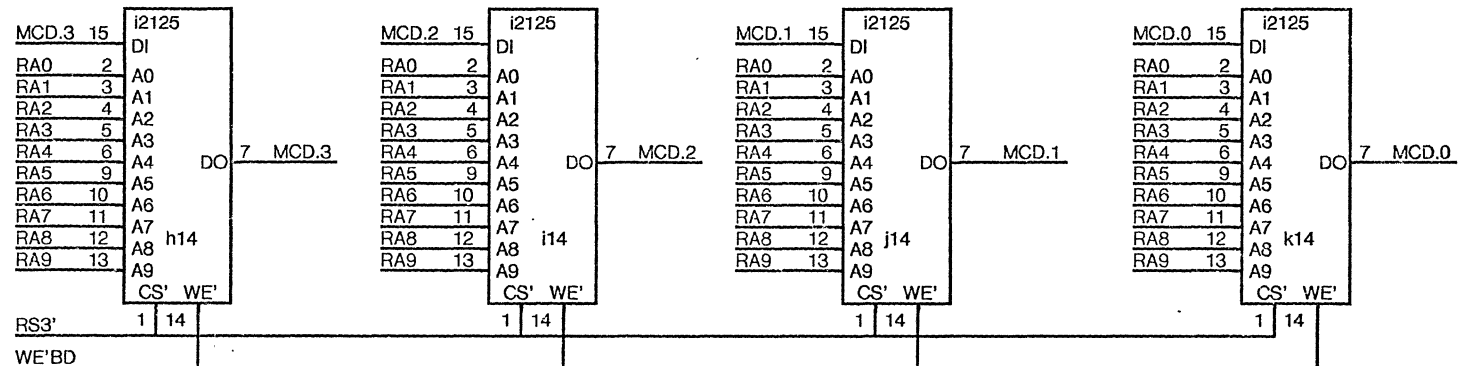 i2125 i2125 i2125 i2125
MCD.3 15 DI MCD.2 15 DI MCD.1 15 DI MCD.0 15 DI
RA0 2 A0 RA0 2 A0 RA0 2 A0 RA0 2 A0
RA1 3 A1 RA1 3 A1 RA1 3 A1 RA1 3 A1
RA2 4 A2 RA2 4 A2 RA2 4 A2 RA2 4 A2
RA3 5 A3 RA3 5 A3 RA3 5 A3 RA3 5 A3
RA4 6 A4 DO 7 MCD.3 RA4 6 A4 DO 7 MCD.2 RA4 6 A4 DO 7 MCD.1 RA4 6 A4 DO 7 MCD.0
RA5 9 A5 RA5 9 A5 RA5 9 A5 RA5 9 A5
RA6 10 A6 RA6 10 A6 RA6 10 A6 RA6 10 A6
RA7 11 A7 RA7 11 A7 RA7 11 A7 RA7 11 A7
RA8 12 A8 h14 RA8 12 A8 i14 RA8 12 A8 j14 RA8 12 A8 k14
RA9 13 A9 RA9 13 A9 RA9 13 A9 RA9 13 A9
CS' WE' CS' WE' CS' WE' CS' WE'
RS3' 1 14 1 14 1 14 1 14
WE'BD